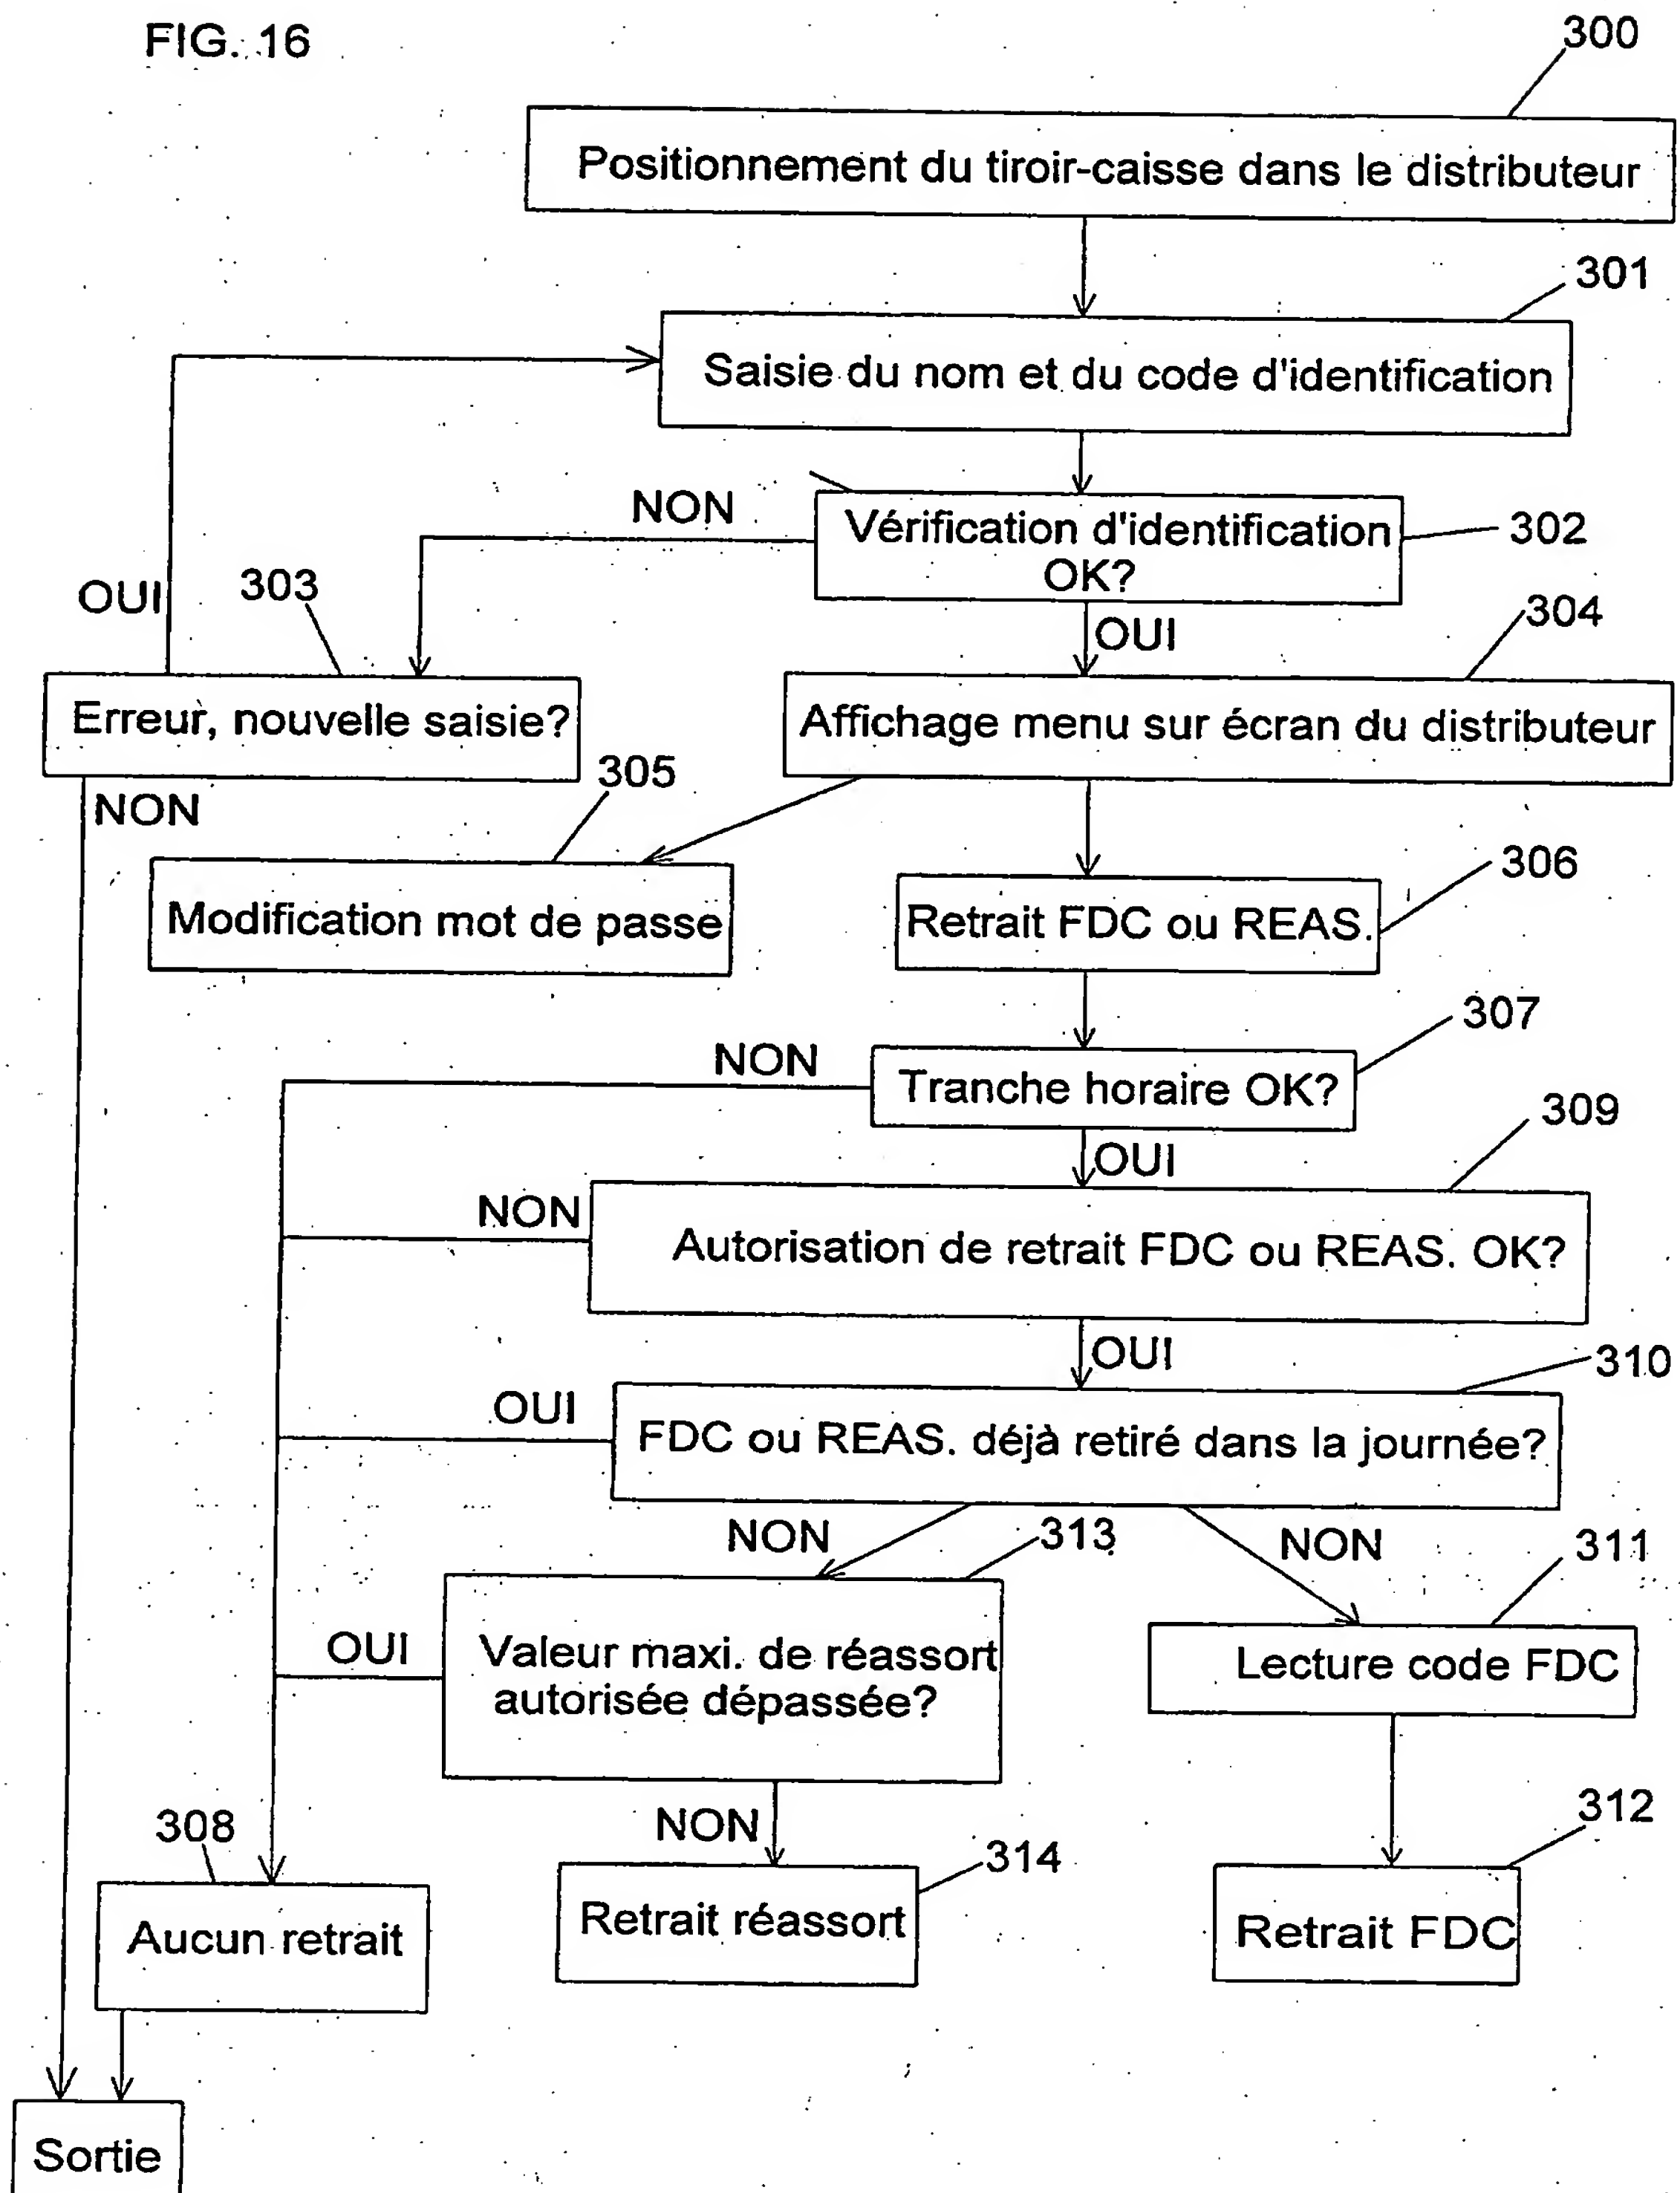 FIG. 16
300
Positionnement du tiroir-caisse dans le distributeur
301
Saisie du nom et du code d'identification
NON
Vérification d'identification
OK?
302
OUI
303
OUI
304
Erreur, nouvelle saisie?
Affichage menu sur écran du distributeur
NON
305
Modification mot de passe
306
Retrait FDC ou REAS.
307
NON
Tranche horaire OK?
309
OUI
NON
Autorisation de retrait FDC ou REAS. OK?
OUI
310
OUI
FDC ou REAS. déjà retiré dans la journée?
NON
313
NON
311
OUI
Valeur maxi. de réassort
autorisée dépassée?
Lecture code FDC
308
NON
312
314
Aucun retrait
Retrait réassort
Retrait FDC
Sortie